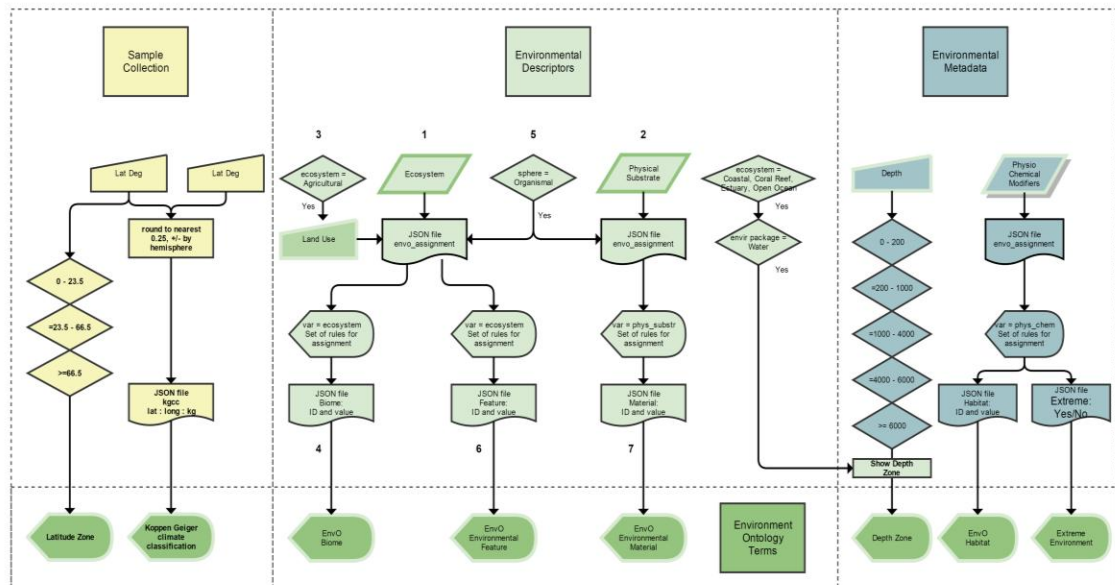 Sample
Collection
Environmental
Descriptors
Environmental
Metadata
3
1
5
2
Lat Deg
Lat Deg
ecosystem =
Agricultural
Ecosystem
sphere =
Organismal
Physical
Substrate
ecosystem =
Coastal, Coral Reef,
Estuary, Open Ocean
Depth
Physio
Chemical
Modifiers
Yes
Yes
Yes
round to nearest
0.25, +/- by
hemisphere
Land Use
JSON file
envo_assignment
JSON file
envo_assignment
envir package =
Water
Yes
0 - 200
JSON file
envo_assignment
0 - 23.5
=23.5 - 66.5
>=66.5
=200 - 1000
=1000 - 4000
=4000 - 6000
>= 6000
var = ecosystem
Set of rules for
assignment
var = ecosystem
Set of rules for
assignment
var = phys_substr
Set of rules for
assignment
var = phys_chem
Set of rules for
assignment
JSON file
kgcc
lat : long : kg
JSON file
Biome:
ID and value
JSON file
Feature:
ID and value
JSON file
Material:
ID and value
JSON file
Habitat:
ID and value
JSON file
Extreme:
Yes/No
4
6
7
Show Depth
Zone
Latitude Zone
Koppen Geiger
climate
classification
EnvO
Biome
EnvO
Environmental
Feature
EnvO
Environmental
Material
Environment
Ontology
Terms
Depth Zone
EnvO
Habitat
Extreme
Environment